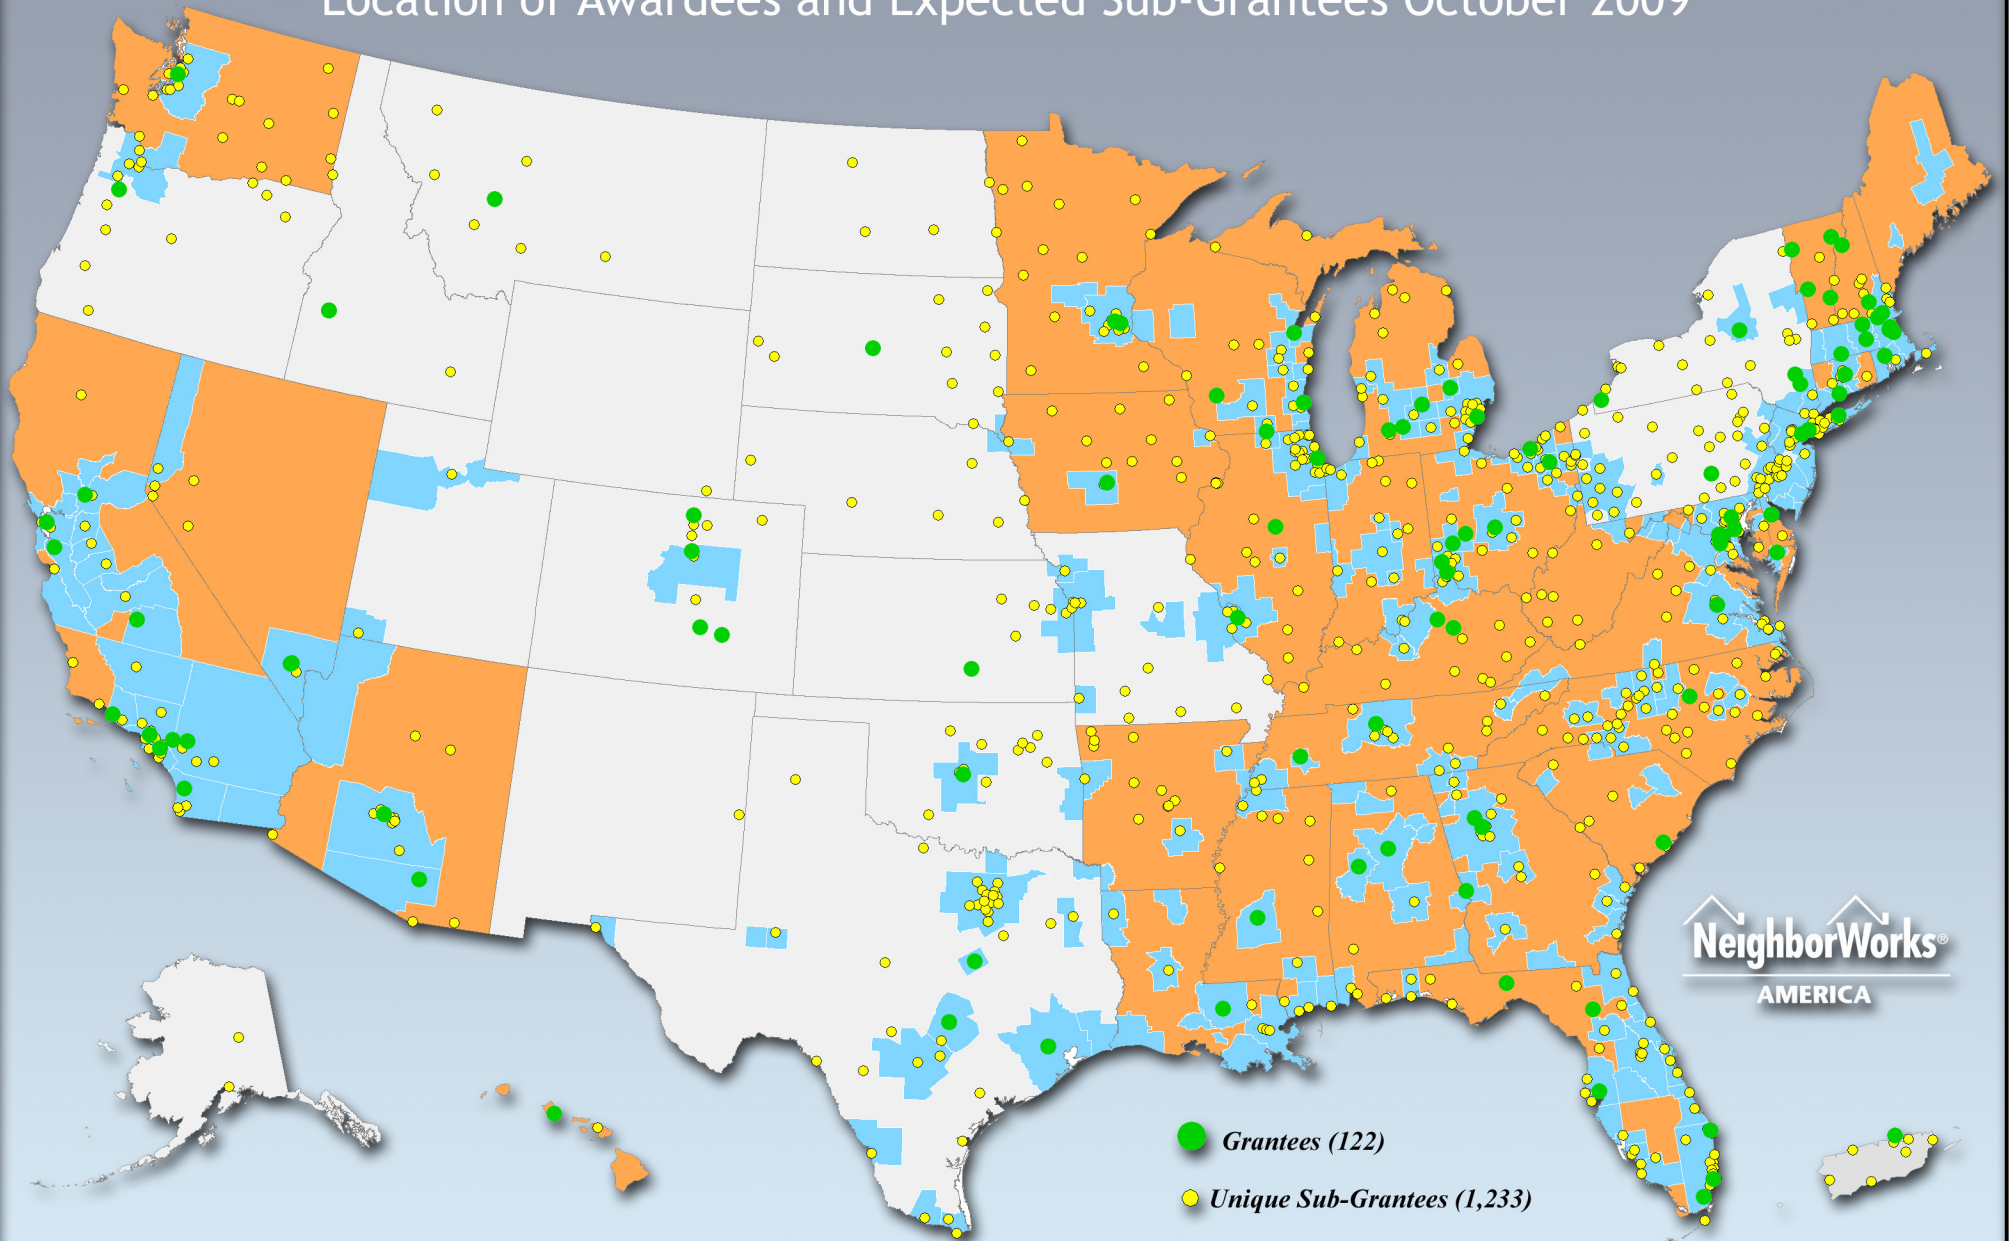 Location of Awardees and Expected Sub-Grantees October 2009
NeighborWorks®
AMERICA
Grantees (122)
Unique Sub-Grantees (1,233)